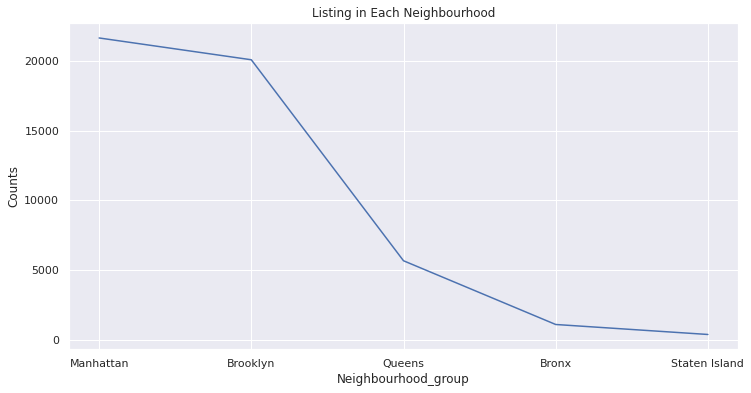 Listing in Each Neighbourhood
20000
15000
10000
5000
0
Counts
Manhattan Brooklyn Queens Bronx Staten Island
Neighbourhood_group